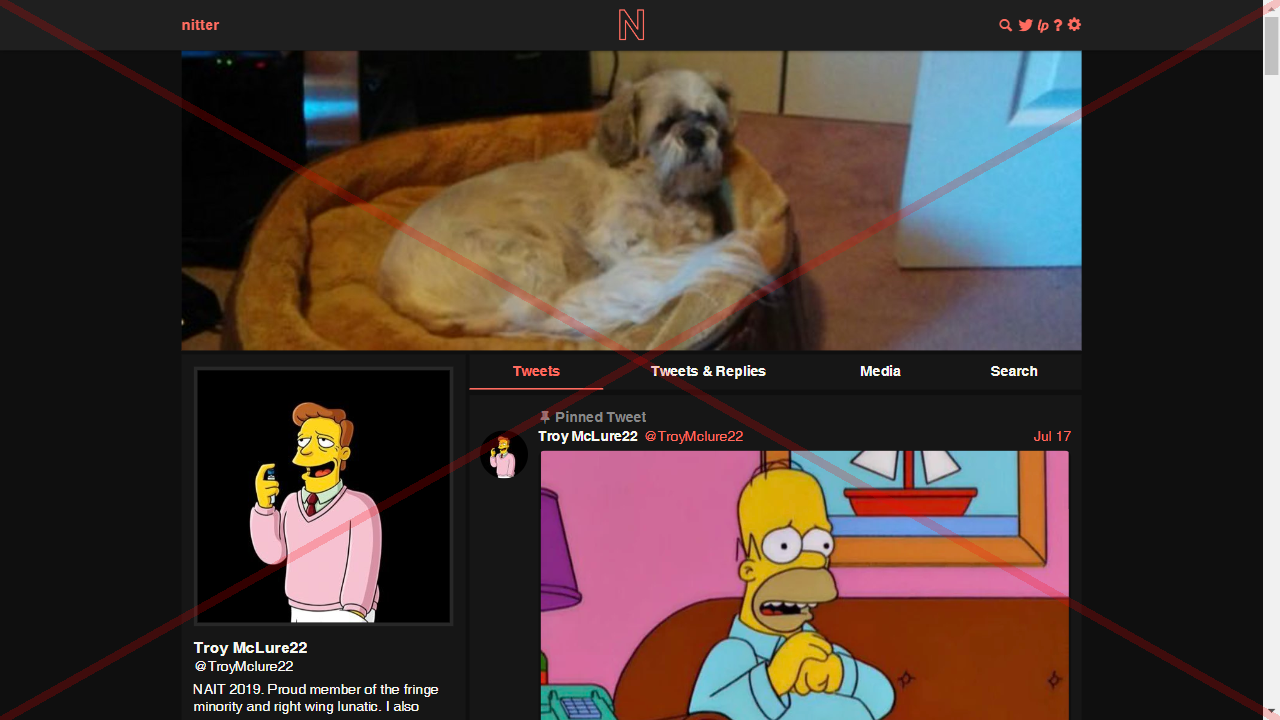 nitter
N
lp ?
Tweets Tweets & Replies Media Search
Pinned Tweet
Troy McLure22 @TroyMclure22 Jul 17
Troy McLure22
@TroyMclure22
NAIT 2019. Proud member of the fringe
minority and right wing lunatic. I also